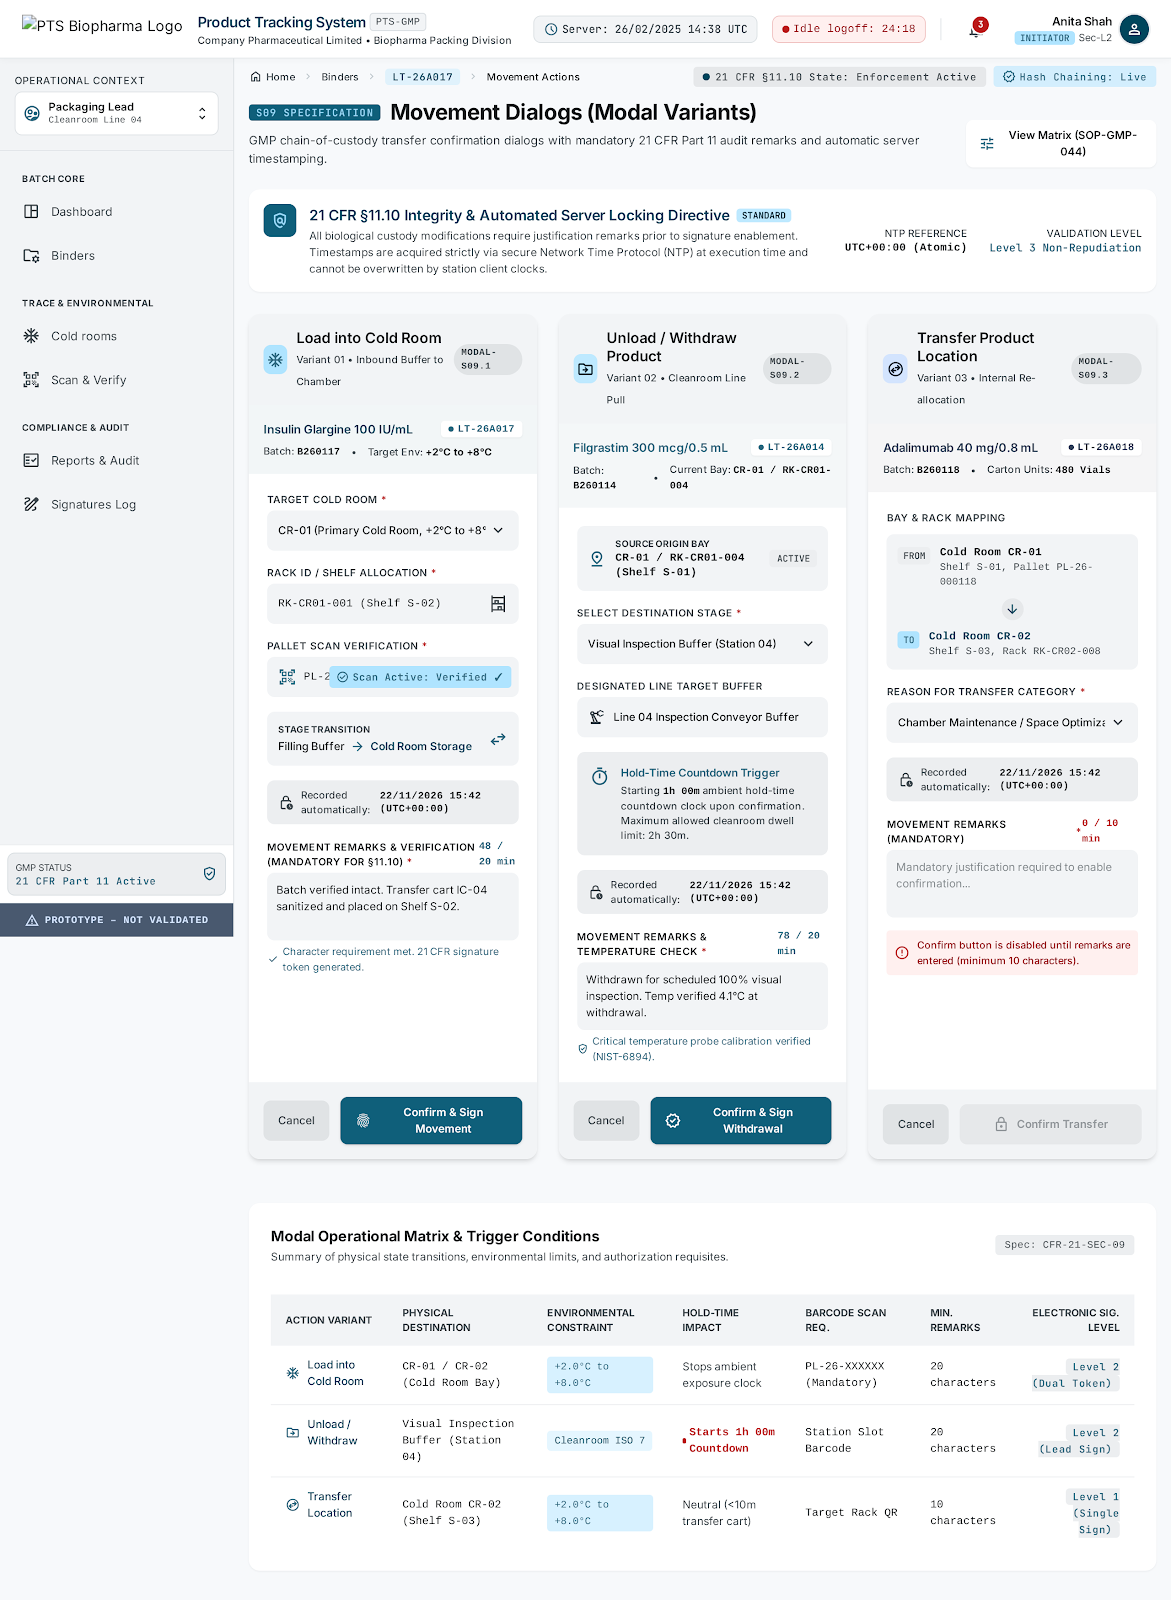 PTS Biopharma Logo
Product Tracking System PTS-GMP
Company Pharmaceutical Limited • Biopharma Packing Division
Server: 26/02/2025 14:38 UTC
Idle logoff: 24:18
3
Anita Shah
INITIATOR Sec-L2
OPERATIONAL CONTEXT
Packaging Lead
Cleanroom Line 04
BATCH CORE
Dashboard
Binders
TRACE & ENVIRONMENTAL
Cold rooms
Scan & Verify
COMPLIANCE & AUDIT
Reports & Audit
Signatures Log
GMP STATUS
21 CFR Part 11 Active
PROTOTYPE – NOT VALIDATED
Home > Binders > LT-26A017 > Movement Actions
21 CFR §11.10 State: Enforcement Active
Hash Chaining: Live
S09 SPECIFICATION Movement Dialogs (Modal Variants)
GMP chain-of-custody transfer confirmation dialogs with mandatory 21 CFR Part 11 audit remarks and automatic server
timestamping.
View Matrix (SOP-GMP-
044)
21 CFR §11.10 Integrity & Automated Server Locking Directive STANDARD
All biological custody modifications require justification remarks prior to signature enablement.
Timestamps are acquired strictly via secure Network Time Protocol (NTP) at execution time and
cannot be overwritten by station client clocks.
NTP REFERENCE
UTC+00:00 (Atomic)
VALIDATION LEVEL
Level 3 Non-Repudiation
Load into Cold Room
Variant 01 • Inbound Buffer to
Chamber
MODAL-
S09.1
Insulin Glargine 100 IU/mL
LT-26A017
Batch: B260117 • Target Env: +2°C to +8°C
TARGET COLD ROOM *
CR-01 (Primary Cold Room, +2°C to +8°
RACK ID / SHELF ALLOCATION *
RK-CR01-001 (Shelf S-02)
PALLET SCAN VERIFICATION *
PL-2
Scan Active: Verified ✓
STAGE TRANSITION
Filling Buffer → Cold Room Storage
Recorded
automatically:
22/11/2026 15:42
(UTC+00:00)
MOVEMENT REMARKS & VERIFICATION
(MANDATORY FOR §11.10) *
48 /
20 min
Batch verified intact. Transfer cart IC-04
sanitized and placed on Shelf S-02.
Character requirement met. 21 CFR signature
token generated.
Cancel
Confirm & Sign
Movement
Unload / Withdraw
Product
Variant 02 • Cleanroom Line
Pull
MODAL-
S09.2
Filgrastim 300 mcg/0.5 mL
LT-26A014
Batch:
B260114
•
Current Bay: CR-01 / RK-CR01-
004
SOURCE ORIGIN BAY
CR-01 / RK-CR01-004
(Shelf S-01)
ACTIVE
SELECT DESTINATION STAGE *
Visual Inspection Buffer (Station 04)
DESIGNATED LINE TARGET BUFFER
Line 04 Inspection Conveyor Buffer
Hold-Time Countdown Trigger
Starting 1h 00m ambient hold-time
countdown clock upon confirmation.
Maximum allowed cleanroom dwell
limit: 2h 30m.
Recorded
automatically:
22/11/2026 15:42
(UTC+00:00)
MOVEMENT REMARKS &
TEMPERATURE CHECK *
78 / 20
min
Withdrawn for scheduled 100% visual
inspection. Temp verified 4.1°C at
withdrawal.
Critical temperature probe calibration verified
(NIST-6894).
Cancel
Confirm & Sign
Withdrawal
Transfer Product
Location
Variant 03 • Internal Re-
allocation
MODAL-
S09.3
Adalimumab 40 mg/0.8 mL
LT-26A018
Batch: B260118 • Carton Units: 480 Vials
BAY & RACK MAPPING
FROM
Cold Room CR-01
Shelf S-01, Pallet PL-26-
000118
TO
Cold Room CR-02
Shelf S-03, Rack RK-CR02-008
REASON FOR TRANSFER CATEGORY *
Chamber Maintenance / Space Optimiza
Recorded
automatically:
22/11/2026 15:42
(UTC+00:00)
MOVEMENT REMARKS
(MANDATORY)
*
0 / 10
min
Mandatory justification required to enable
confirmation...
Confirm button is disabled until remarks are
entered (minimum 10 characters).
Cancel
Confirm Transfer
Modal Operational Matrix & Trigger Conditions
Summary of physical state transitions, environmental limits, and authorization requisites.
Spec: CFR-21-SEC-09
ACTION VARIANT
PHYSICAL
DESTINATION
ENVIRONMENTAL
CONSTRAINT
HOLD-TIME
IMPACT
BARCODE SCAN
REQ.
MIN.
REMARKS
ELECTRONIC SIG.
LEVEL
Load into
Cold Room
CR-01 / CR-02
(Cold Room Bay)
+2.0°C to
+8.0°C
Stops ambient
exposure clock
PL-26-XXXXXX
(Mandatory)
20
characters
Level 2
(Dual Token)
Unload /
Withdraw
Visual Inspection
Buffer (Station
04)
Cleanroom ISO 7
Starts 1h 00m
Countdown
Station Slot
Barcode
20
characters
Level 2
(Lead Sign)
Transfer
Location
Cold Room CR-02
(Shelf S-03)
+2.0°C to
+8.0°C
Neutral (<10m
transfer cart)
Target Rack QR
10
characters
Level 1
(Single
Sign)